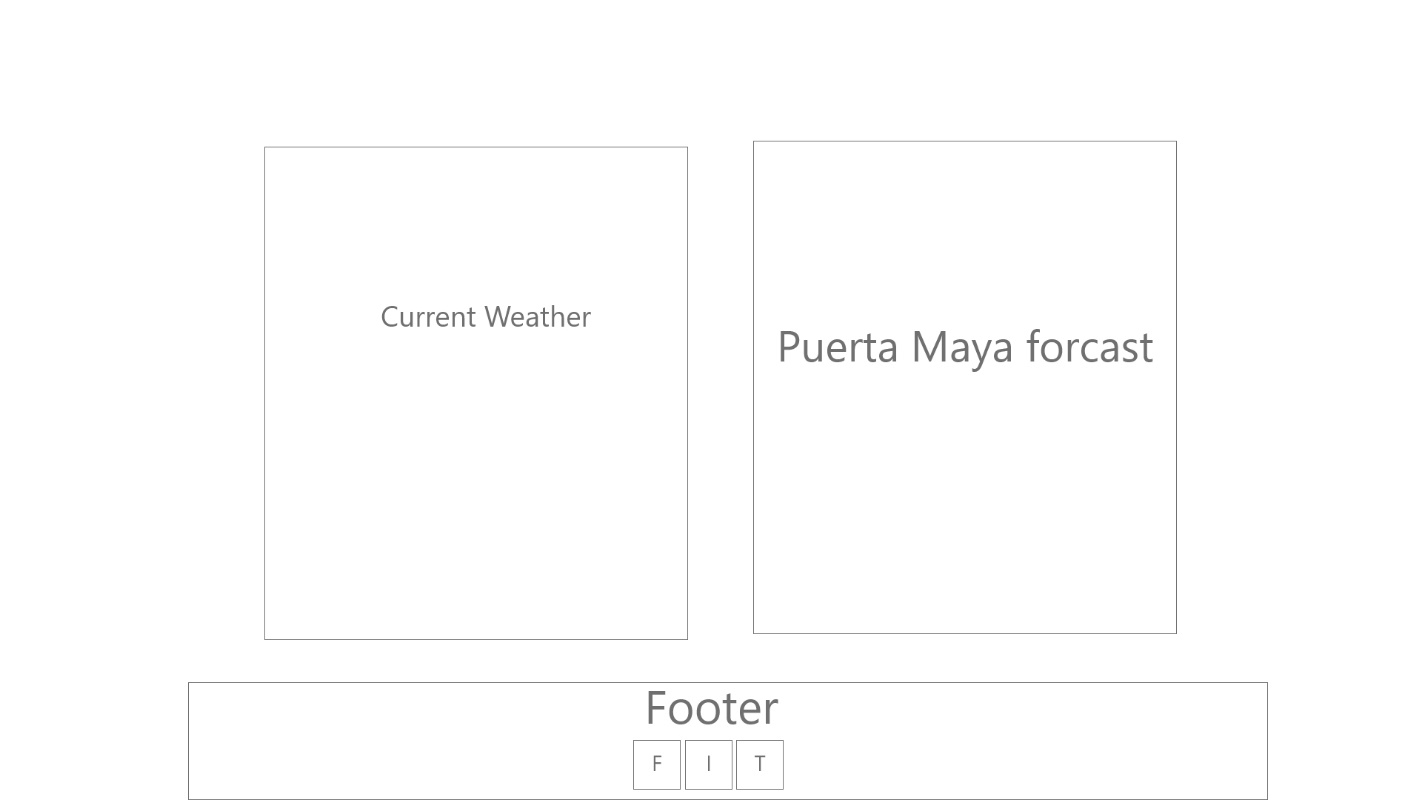 Current Weather
Puerta Maya forcast
Footer
F I T